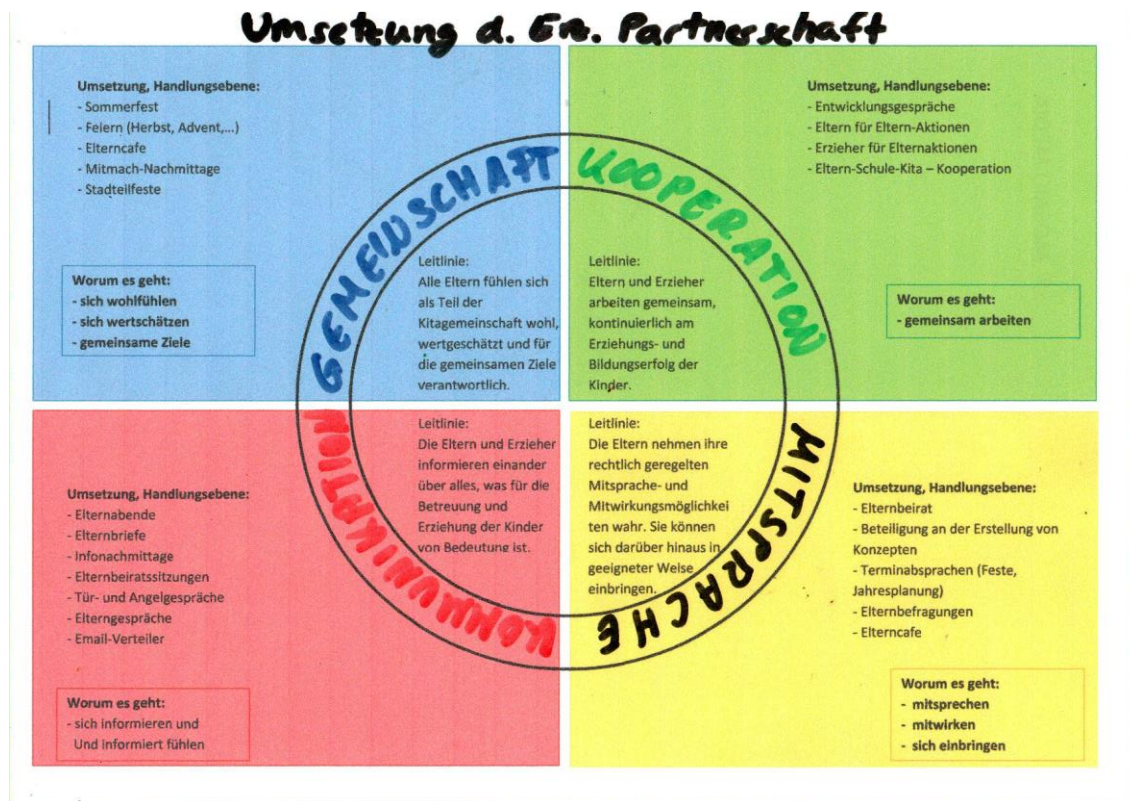 Umsetzung d. Erz. Partnerschaft
Umsetzung, Handlungsebene:
- Sommerfest
- Feiern (Herbst, Advent,...)
- Elterncafe
- Mitmach-Nachmittage
- Stadteilfeste
Worum es geht:
- sich wohlfühlen
- sich wertschätzen
- gemeinsame Ziele
GEMEINSCHAFT
Leitlinie:
Alle Eltern fühlen sich
als Teil der
Kitagemeinschaft wohl,
wertgeschätzt und für
die gemeinsamen Ziele
verantwortlich.
Umsetzung, Handlungsebene:
- Entwicklungsgespräche
- Eltern für Eltern-Aktionen
- Erzieher für Elternaktionen
- Eltern-Schule-Kita – Kooperation
KOOPERATION
Leitlinie:
Eltern und Erzieher
arbeiten gemeinsam,
kontinuierlich am
Erziehungs- und
Bildungserfolg der
Kinder.
Worum es geht:
- gemeinsam arbeiten
Umsetzung, Handlungsebene:
- Elternabende
- Elternbriefe
- Infonachmittage
- Elternbeiratssitzungen
- Tür- und Angelgespräche
- Elterngespräche
- Email-Verteiler
Worum es geht:
- sich informieren und
Und informiert fühlen
KOMMUNIKATION
Leitlinie:
Die Eltern und Erzieher
informieren einander
über alles, was für die
Betreuung und
Erziehung der Kinder
von Bedeutung ist.
Leitlinie:
Die Eltern nehmen ihre
rechtlich geregelten
Mitsprache- und
Mitwirkungsmöglichkei
ten wahr. Sie können
sich darüber hinaus in
geeigneter Weise
einbringen.
MITSPRACHE
Umsetzung, Handlungsebene:
- Elternbeirat
- Beteiligung an der Erstellung von
Konzepten
- Terminabsprachen (Feste,
Jahresplanung)
- Elternbefragungen
- Elterncafe
Worum es geht:
- mitsprechen
- mitwirken
- sich einbringen